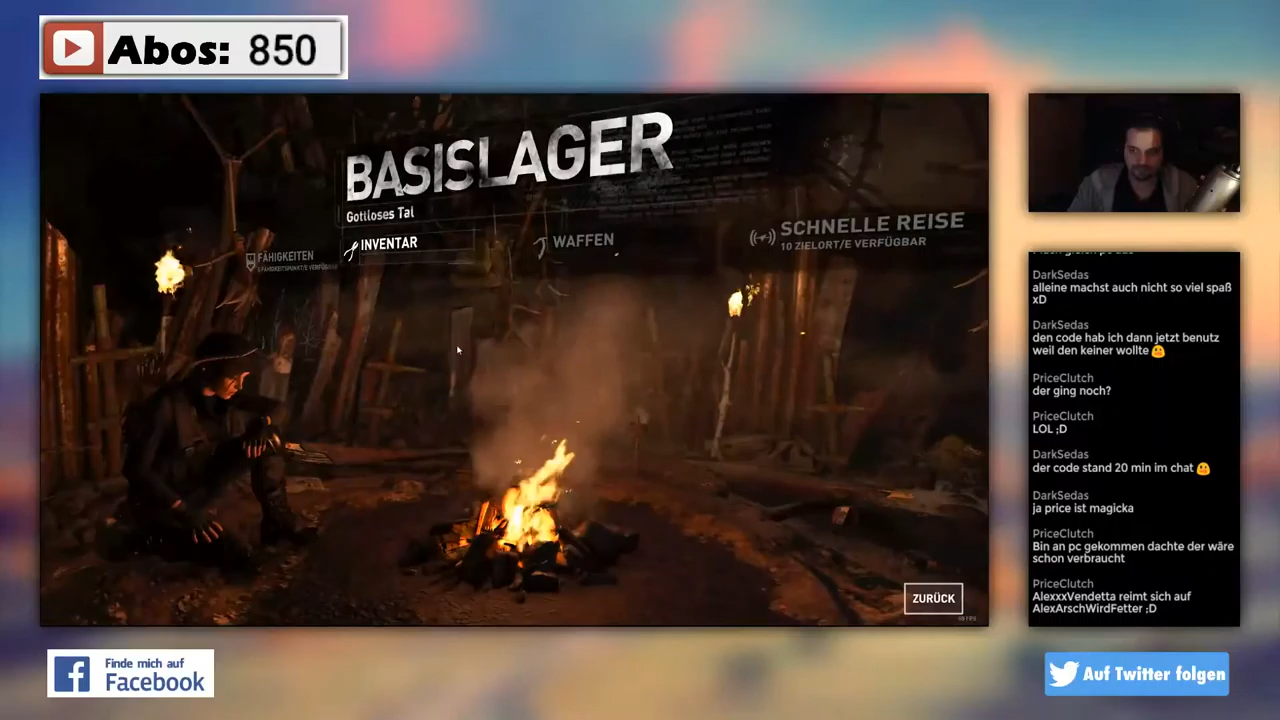 Abos: 850
BASISLAGER
Gottloses Tal
FÄHIGKEITEN
INVENTAR
WAFFEN
SCHNELLE REISE
10 ZIELORT/E VERFÜGBAR
ZURÜCK
DarkSedas
alleine machst auch nicht so viel spaß
xD
DarkSedas
den code hab ich dann jetzt benutz
weil den keiner wollte
PriceClutch
der ging noch?
PriceClutch
LOL ;D
DarkSedas
der code stand 20 min im chat
DarkSedas
ja price ist magicka
PriceClutch
Bin an pc gekommen dachte der wäre
schon verbraucht
PriceClutch
AlexxxVendetta reimt sich auf
AlexArschWirdFetter ;D
Finde mich auf
Facebook
Auf Twitter folgen